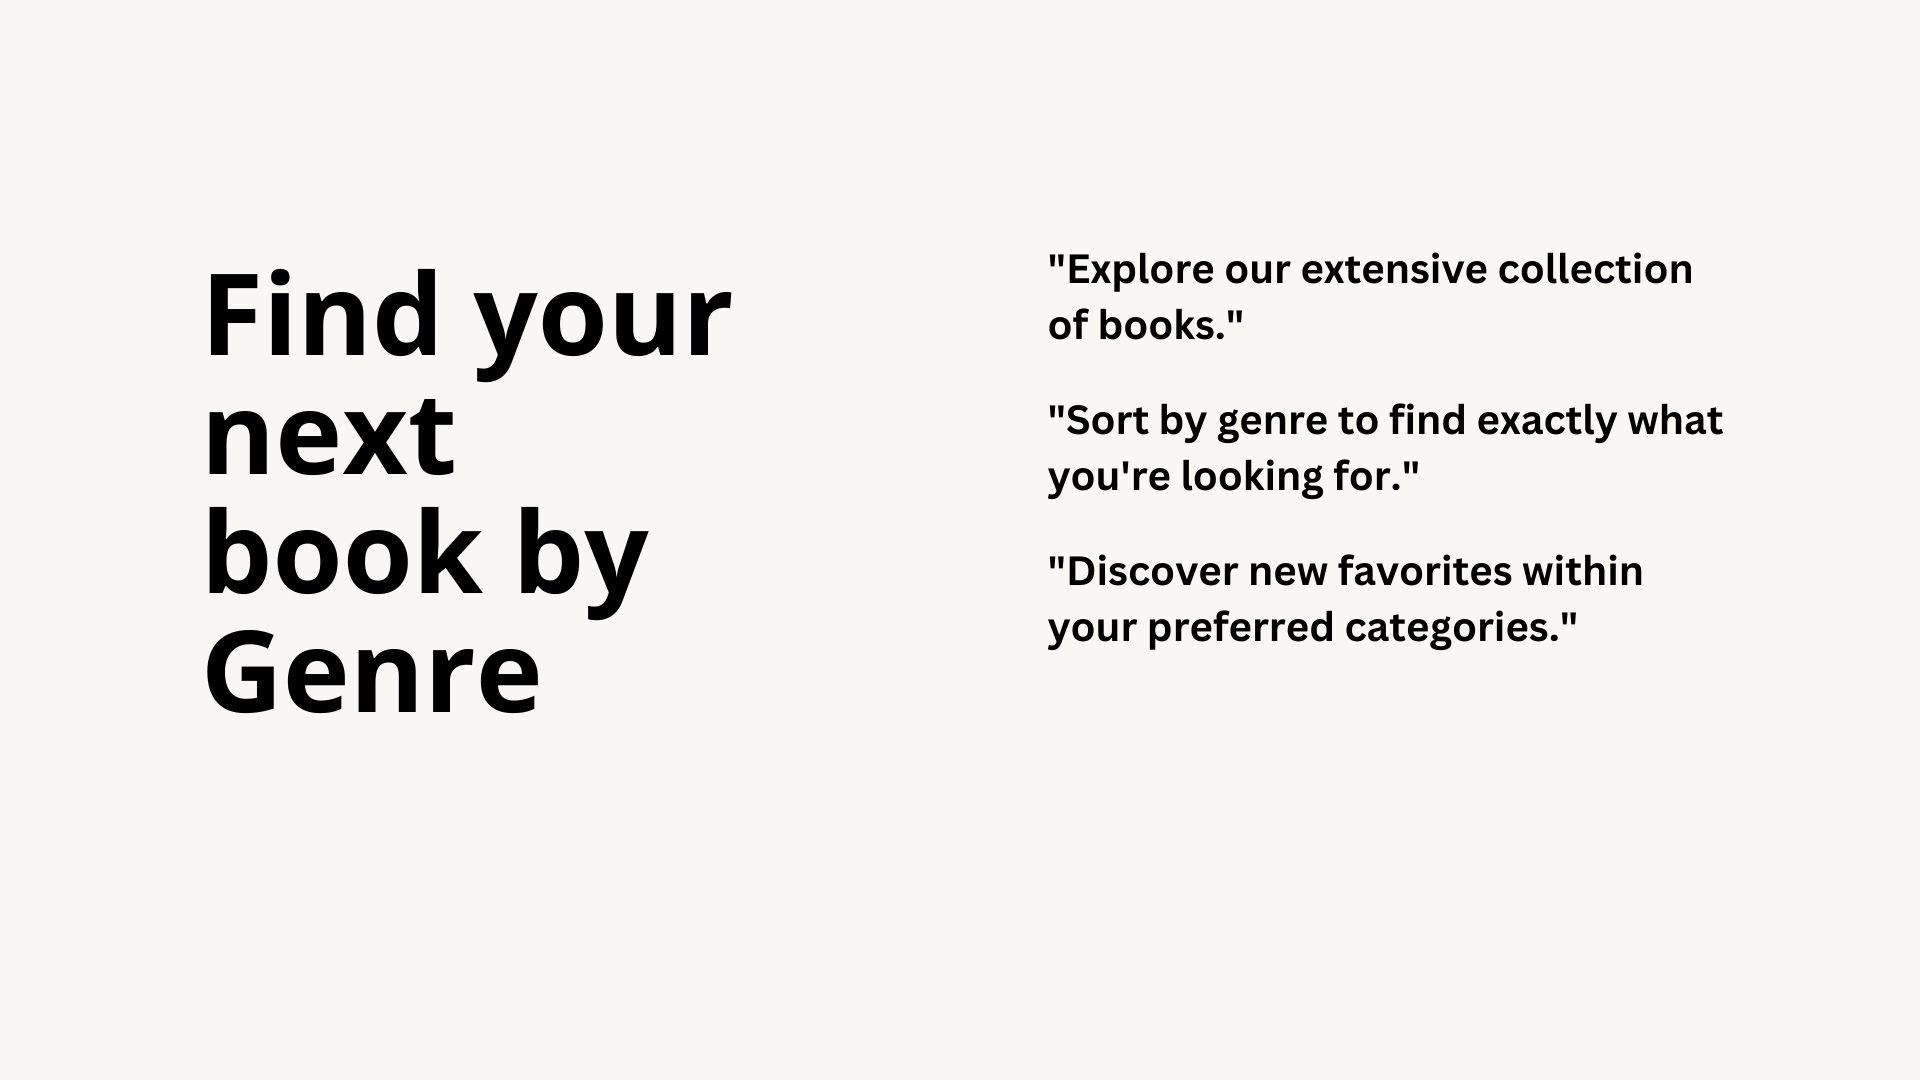 Find your
next
book by
Genre
"Explore our extensive collection
of books."
"Sort by genre to find exactly what
you're looking for."
"Discover new favorites within
your preferred categories."